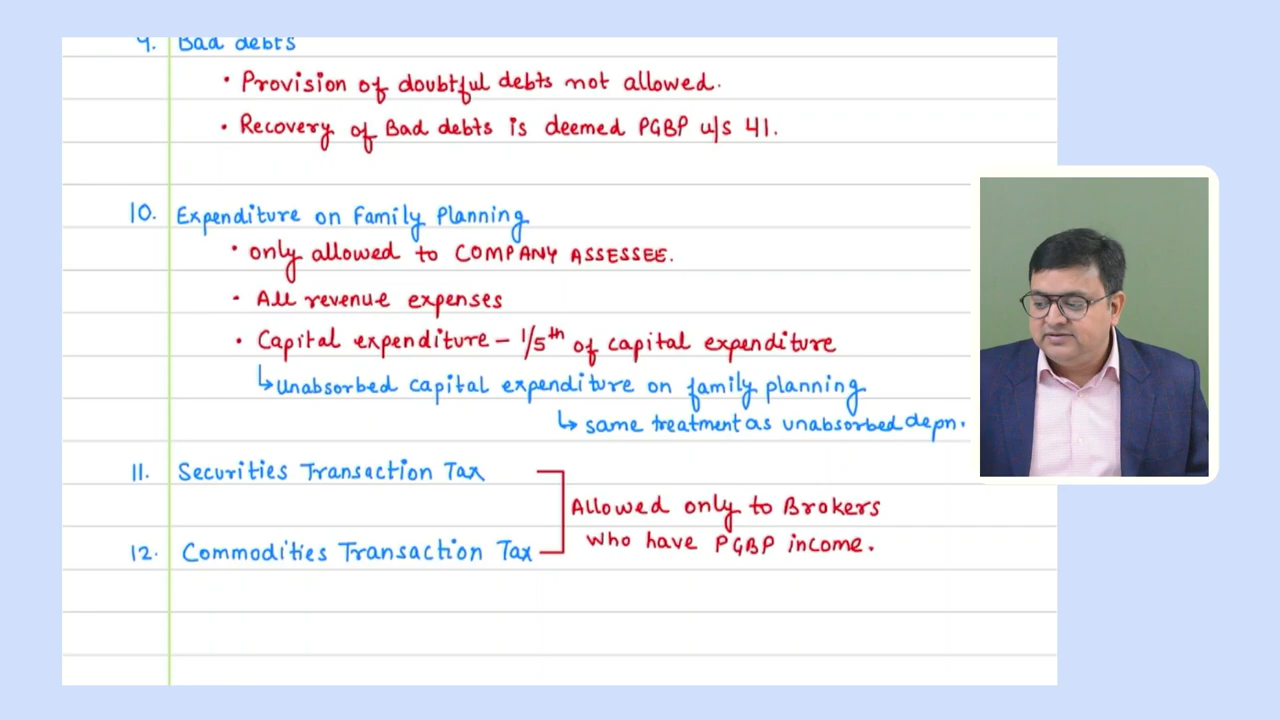 9. Bad debts
• Provision of doubtful debts not allowed.
• Recovery of Bad debts is deemed PGBP u/s 41.
10. Expenditure on Family Planning
• only allowed to COMPANY ASSESSEE.
• All revenue expenses
• Capital expenditure – 1/5th of capital expenditure
↳ unabsorbed capital expenditure on family planning
↳ same treatment as unabsorbed depn.
11. Securities Transaction Tax
Allowed only to Brokers
who have PGBP income.
12. Commodities Transaction Tax